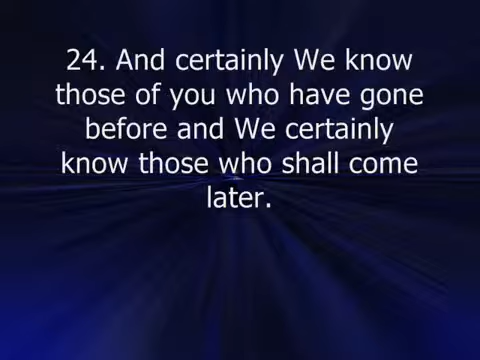 24. And certainly We know
those of you who have gone
before and We certainly
know those who shall come
later.